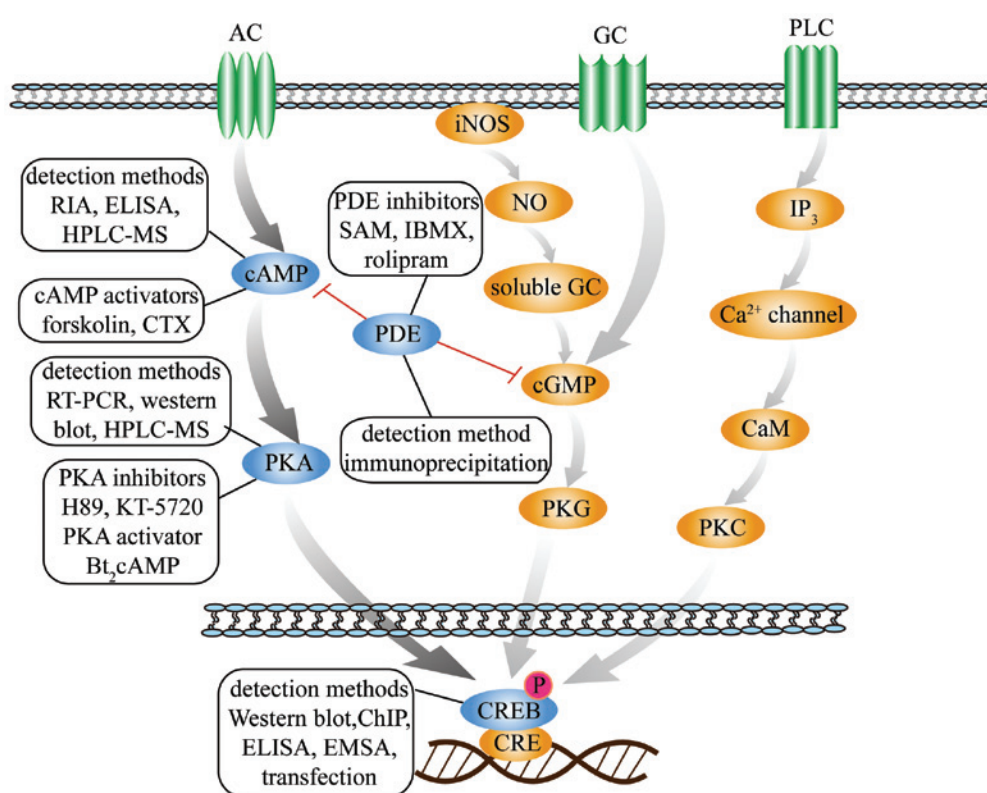 AC
GC
PLC
iNOS
detection methods
RIA, ELISA,
HPLC-MS
PDE inhibitors
SAM, IBMX,
rolipram
NO
IP₃
cAMP
soluble GC
cAMP activators
forskolin, CTX
PDE
Ca²⁺ channel
cGMP
detection methods
RT-PCR, western
blot, HPLC-MS
detection method
immunoprecipitation
CaM
PKA
PKA inhibitors
H89, KT-5720
PKA activator
Bt₂cAMP
PKG
PKC
detection methods
Western blot,ChIP,
ELISA, EMSA,
transfection
P
CREB
CRE